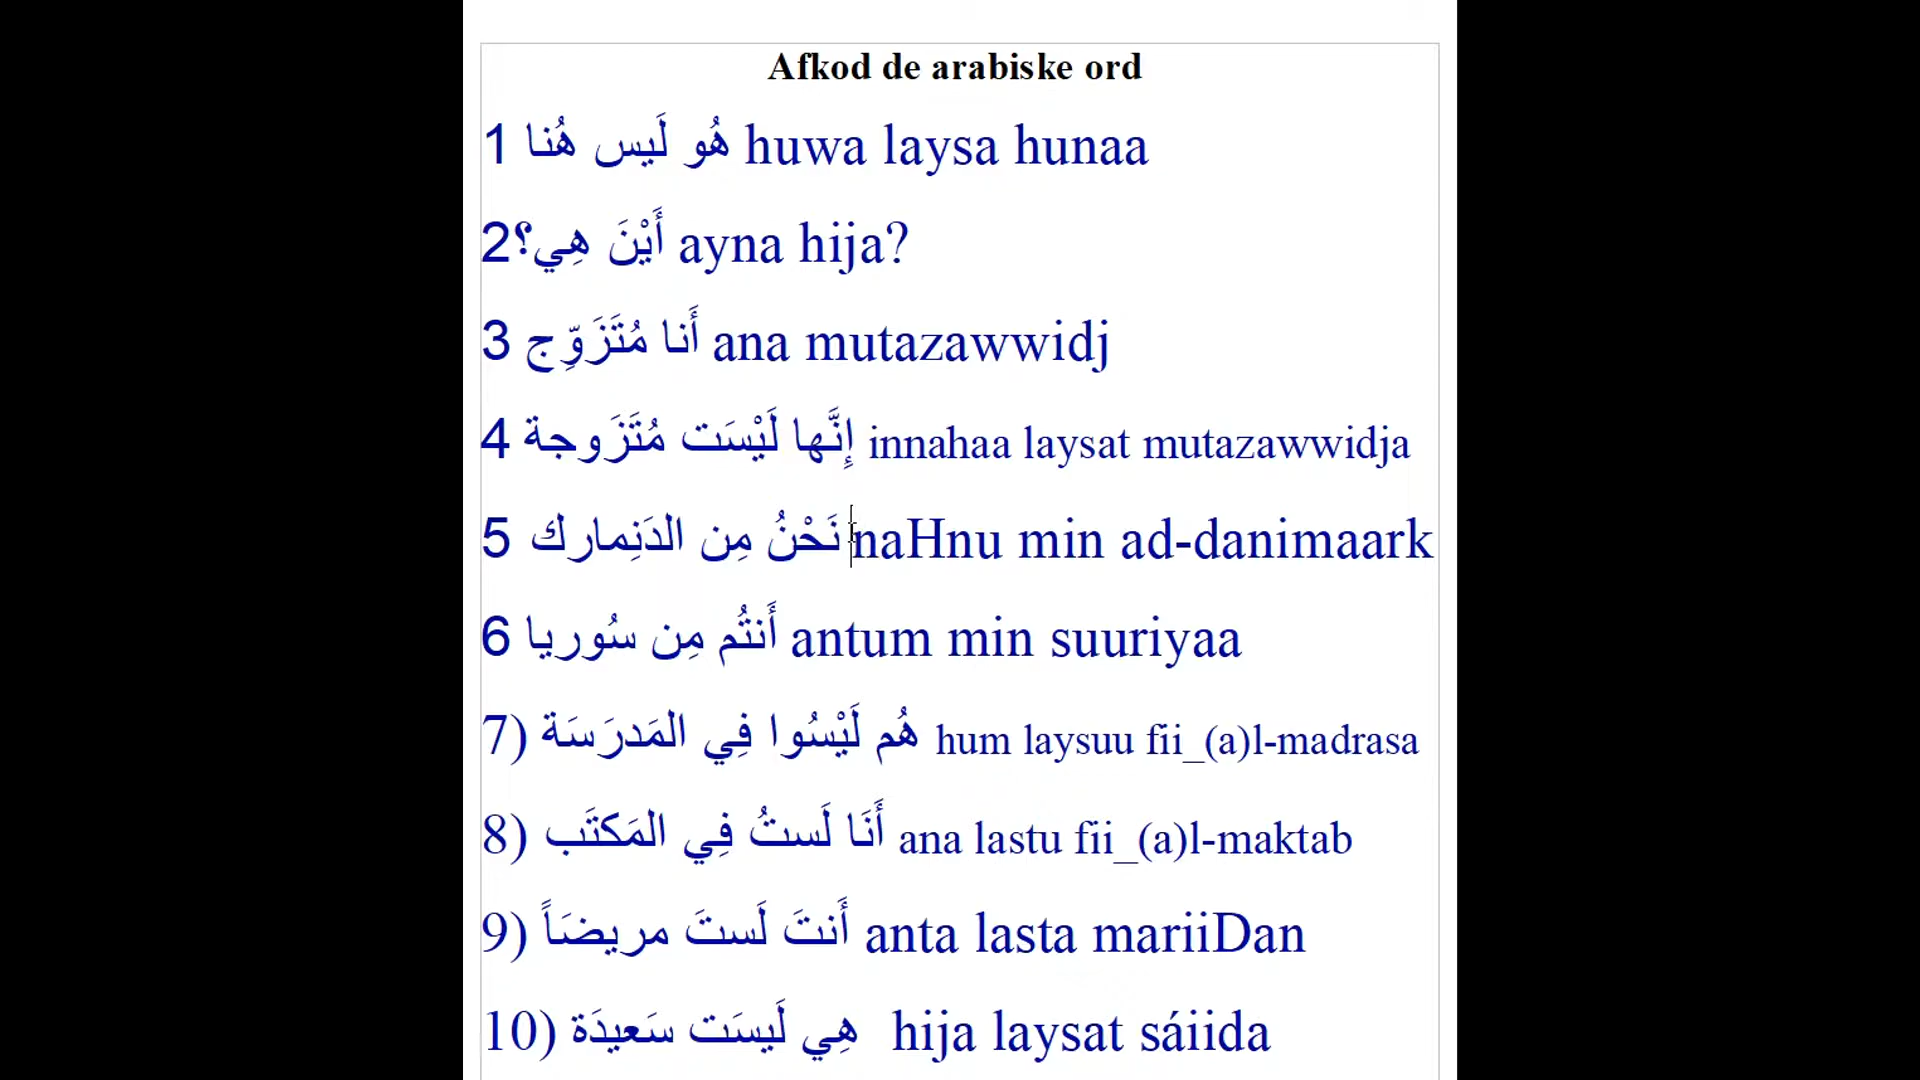 Afkod de arabiske ord
1 هُو لَيس هُنا huwa laysa hunaa
2 أَيْنَ هِي؟ ayna hija?
3 أَنا مُتَزَوِّج ana mutazawwidj
4 إِنَّها لَيْسَت مُتَزَوجة innahaa laysat mutazawwidja
5 نَحْنُ مِن الدَنِمارك naHnu min ad-danimaark
6 أَنتُم مِن سُوريا antum min suuriyaa
7) هُم لَيْسُوا فِي المَدرَسَة hum laysuu fii_(a)l-madrasa
8) أَنَا لَستُ فِي المَكتَب ana lastu fii_(a)l-maktab
9) أَنتَ لَستَ مريضَاً anta lasta mariiDan
10) هِي لَيسَت سَعيدَة hija laysat sáiida